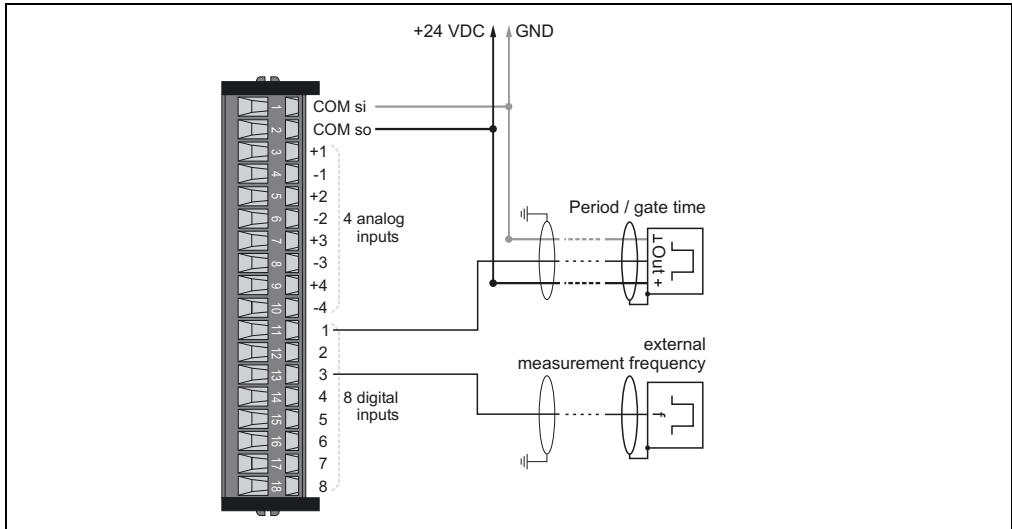 +24 VDC GND
1 COM si
2 COM so
3 +1
4 -1
5 +2
6 -2
7 +3
8 -3
9 +4
10 -4
4 analog
inputs
11 1
12 2
13 3
14 4
15 5
16 6
17 7
18 8
8 digital
inputs
Period / gate time
⊥ Out +
external
measurement frequency
f